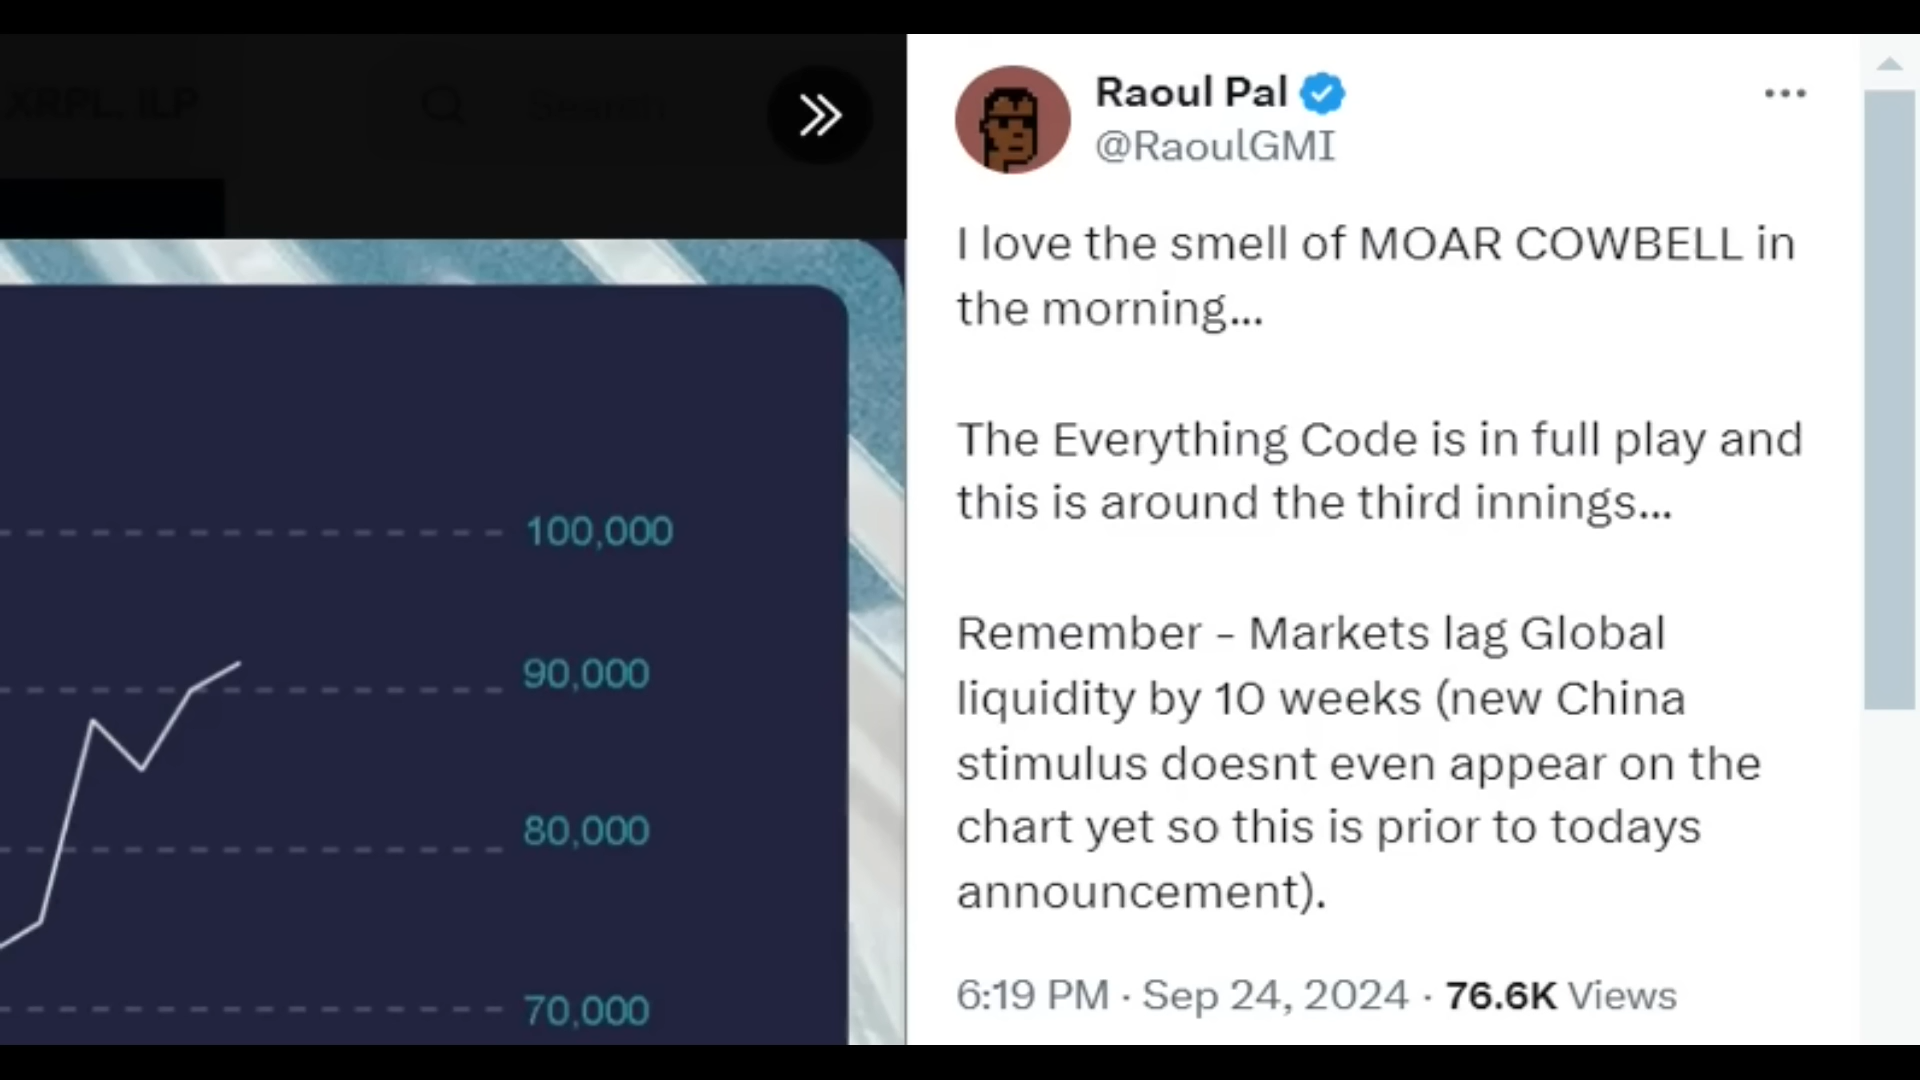 XRPL, ILP
Search
Raoul Pal
@RaoulGMI
I love the smell of MOAR COWBELL in
the morning...
The Everything Code is in full play and
this is around the third innings...
Remember - Markets lag Global
liquidity by 10 weeks (new China
stimulus doesnt even appear on the
chart yet so this is prior to todays
announcement).
6:19 PM · Sep 24, 2024 · 76.6K Views
100,000
90,000
80,000
70,000